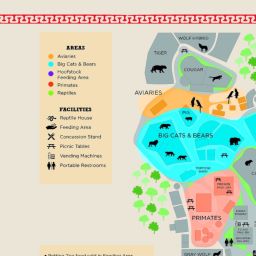 AREAS
Aviaries
Big Cats & Bears
Hoofstock
Feeding Area
Primates
Reptiles
FACILITIES
Reptile House
Feeding Area
Concession Stand
Picnic Tables
Vending Machines
Portable Restrooms
WOLF HYBRID
TIGER
COUGAR
AVIARIES
PIG
BIG CATS & BEARS
PRIMATES
GRAY WOLF